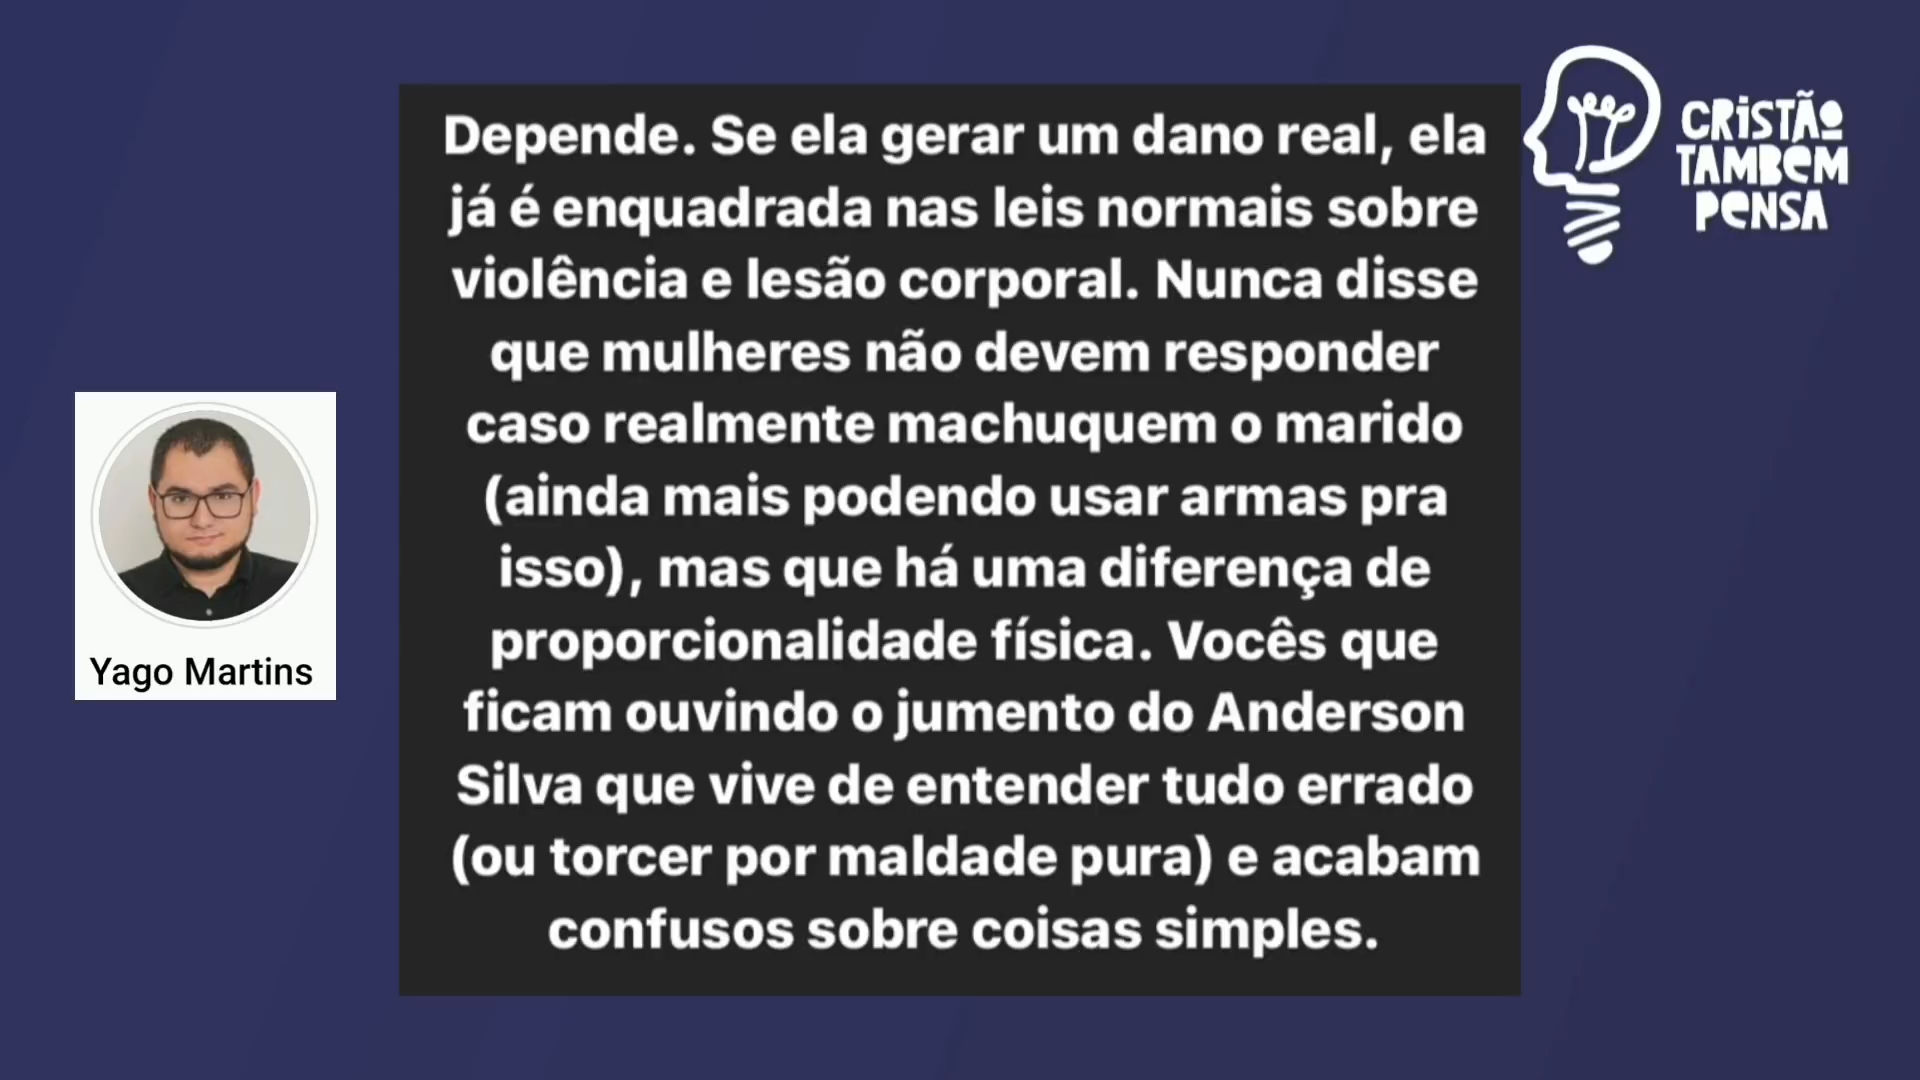 CRISTÃO
TAMBÉM
PENSA
Depende. Se ela gerar um dano real, ela
já é enquadrada nas leis normais sobre
violência e lesão corporal. Nunca disse
que mulheres não devem responder
caso realmente machuquem o marido
(ainda mais podendo usar armas pra
isso), mas que há uma diferença de
proporcionalidade física. Vocês que
ficam ouvindo o jumento do Anderson
Silva que vive de entender tudo errado
(ou torcer por maldade pura) e acabam
confusos sobre coisas simples.
Yago Martins